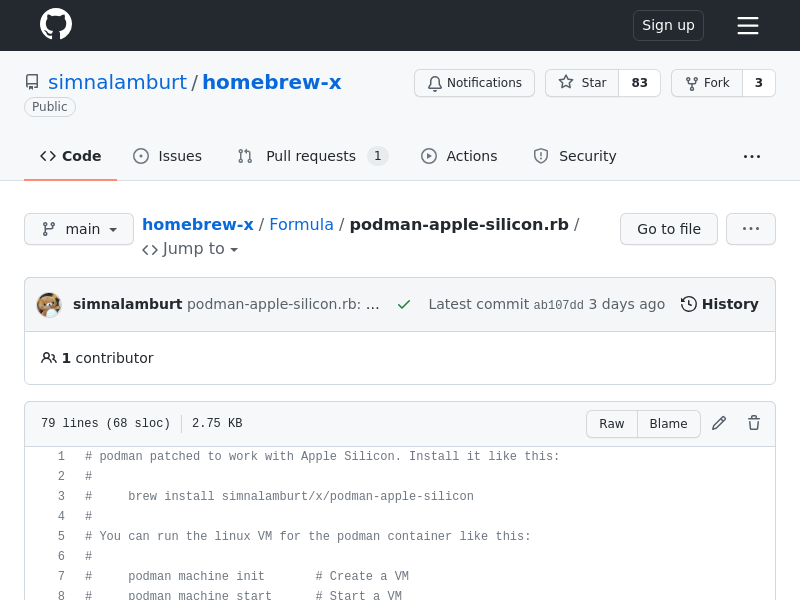 Sign up
simnalamburt / homebrew-x
Public
Notifications
Star 83
Fork 3
Code
Issues
Pull requests 1
Actions
Security
main
homebrew-x / Formula / podman-apple-silicon.rb /
Jump to
Go to file
simnalamburt podman-apple-silicon.rb: ...
Latest commit ab107dd 3 days ago
History
1 contributor
79 lines (68 sloc) 2.75 KB
Raw Blame
1 # podman patched to work with Apple Silicon. Install it like this:
2 #
3 # brew install simnalamburt/x/podman-apple-silicon
4 #
5 # You can run the linux VM for the podman container like this:
6 #
7 # podman machine init # Create a VM
8 # podman machine start # Start a VM